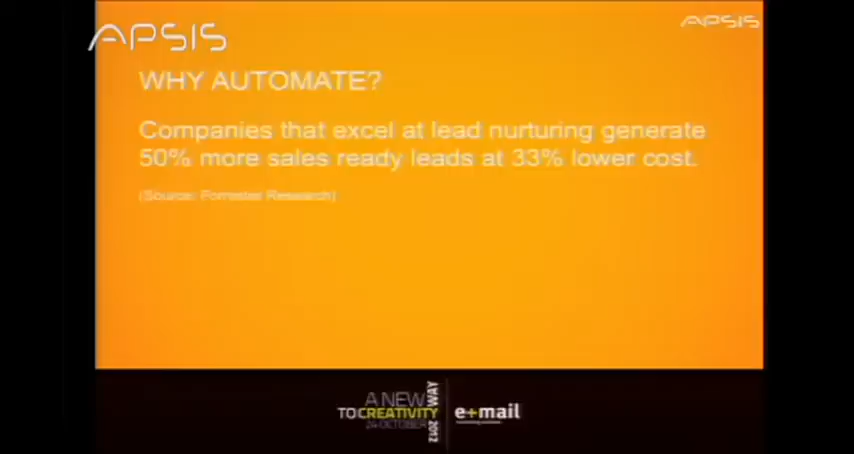 APSIS
APSIS
WHY AUTOMATE?
Companies that excel at lead nurturing generate
50% more sales ready leads at 33% lower cost.
(Source: Forrester Research)
A NEW WAY
TO CREATIVITY
24 OCTOBER 2012
e+mail